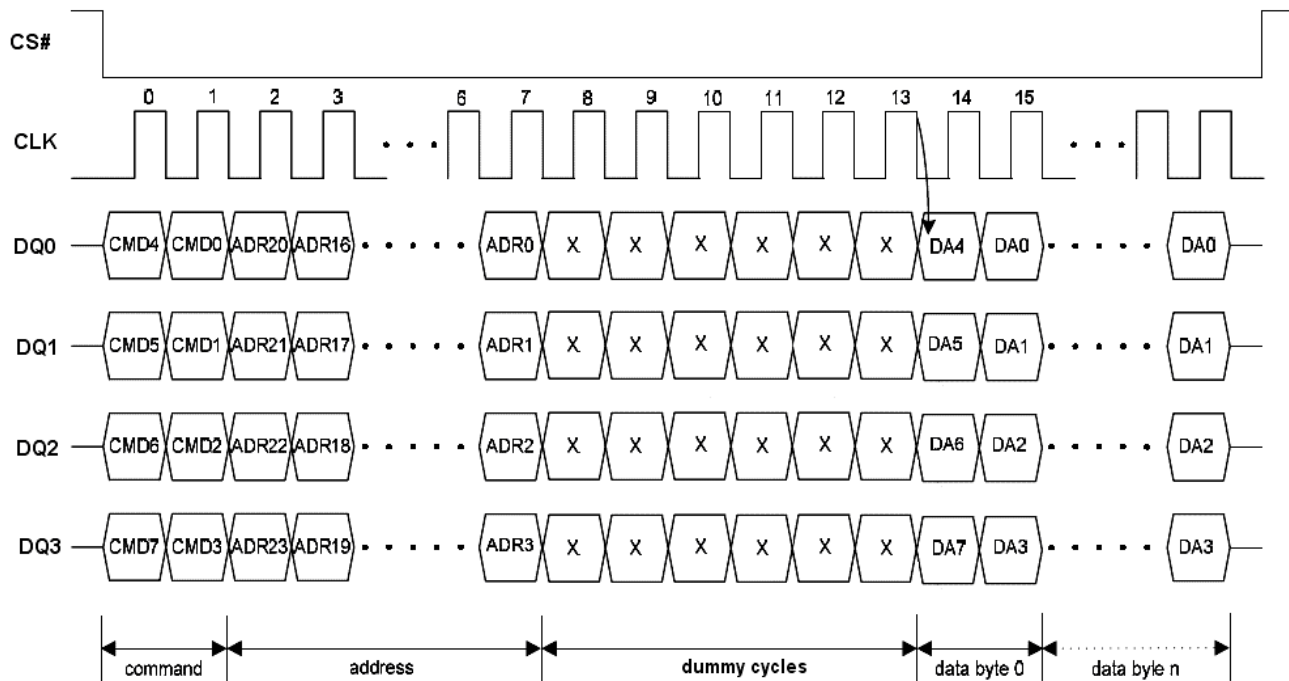 CS#
0 1 2 3 6 7 8 9 10 11 12 13 14 15
CLK
DQ0 CMD4 CMD0 ADR20 ADR16 ADR0 X X X X X X DA4 DA0 DA0
DQ1 CMD5 CMD1 ADR21 ADR17 ADR1 X X X X X X DA5 DA1 DA1
DQ2 CMD6 CMD2 ADR22 ADR18 ADR2 X X X X X X DA6 DA2 DA2
DQ3 CMD7 CMD3 ADR23 ADR19 ADR3 X X X X X X DA7 DA3 DA3
command address dummy cycles data byte 0 data byle n